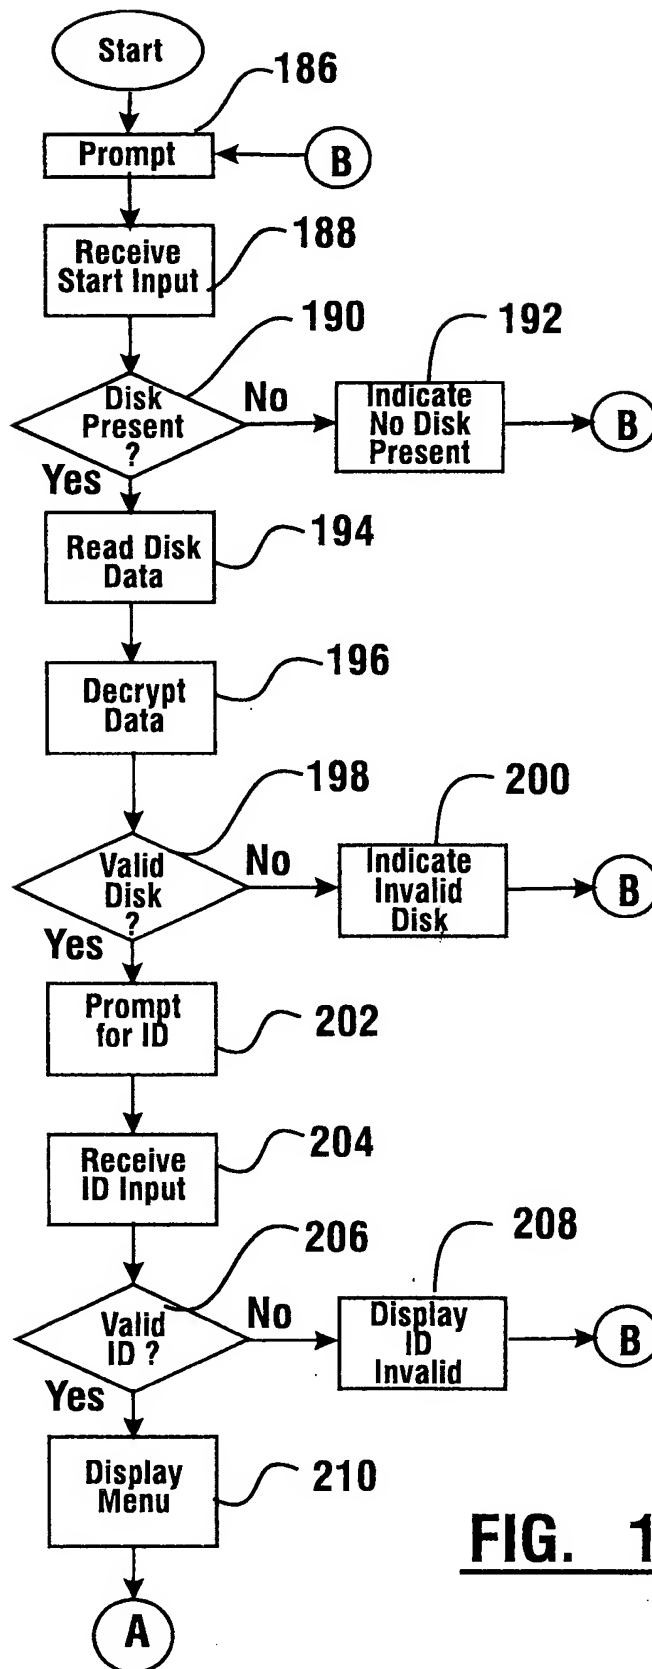 Start
186
Prompt
B
Receive
Start Input
188
190
192
Disk
Present
?
No
Indicate
No Disk
Present
B
Yes
Read Disk
Data
194
Decrypt
Data
196
198
200
Valid
Disk
?
No
Indicate
Invalid
Disk
B
Yes
Prompt
for ID
202
Receive
ID Input
204
206
208
Valid
ID ?
No
Display
ID
Invalid
B
Yes
Display
Menu
210
FIG. 1
A